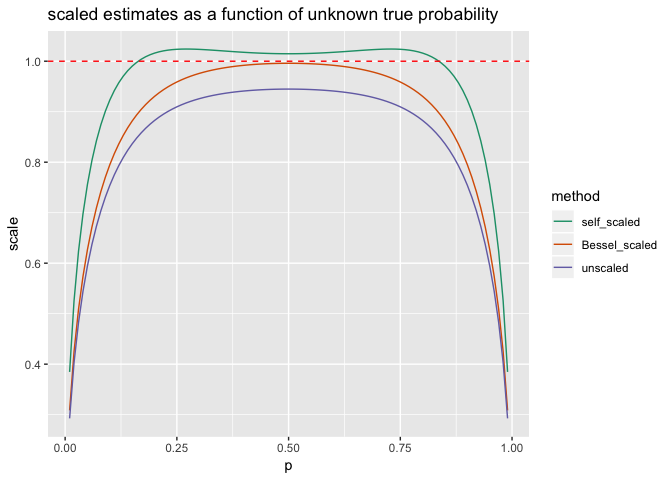 scaled estimates as a function of unknown true probability
1.0
0.8
0.6
0.4
scale
0.00
0.25
0.50
0.75
1.00
p
method
self_scaled
Bessel_scaled
unscaled